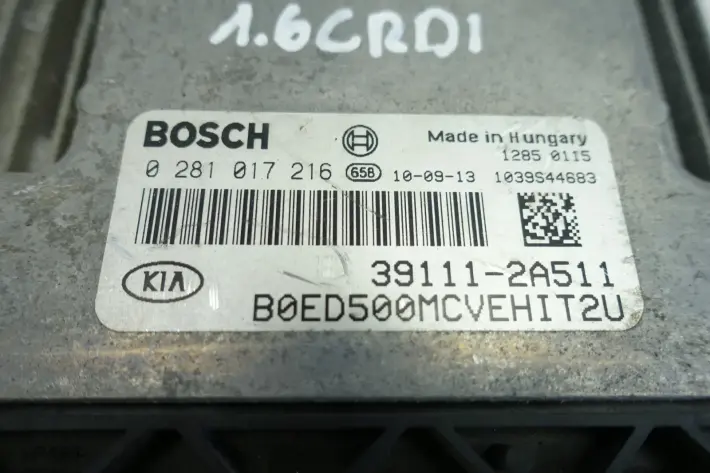 1.6CRDI
BOSCH Made in Hungary
1285 0115
0 281 017 216 658 10-09-13 1039S44683
KIA 39111-2A511
B0ED500MCVEHIT2U